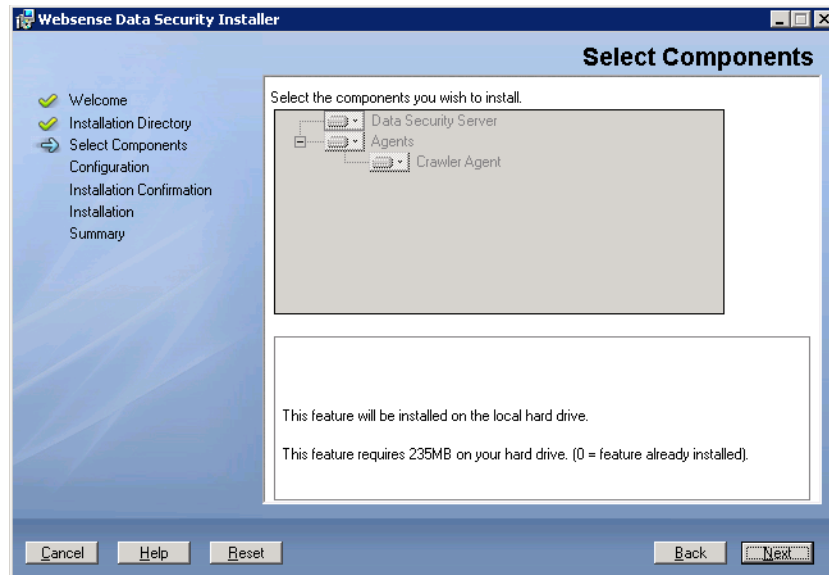 Websense Data Security Installer
Select Components
Welcome
Installation Directory
Select Components
Configuration
Installation Confirmation
Installation
Summary
Select the components you wish to install.
Data Security Server
Agents
Crawler Agent
This feature will be installed on the local hard drive.
This feature requires 235MB on your hard drive. (0 = feature already installed).
Cancel Help Reset Back Next